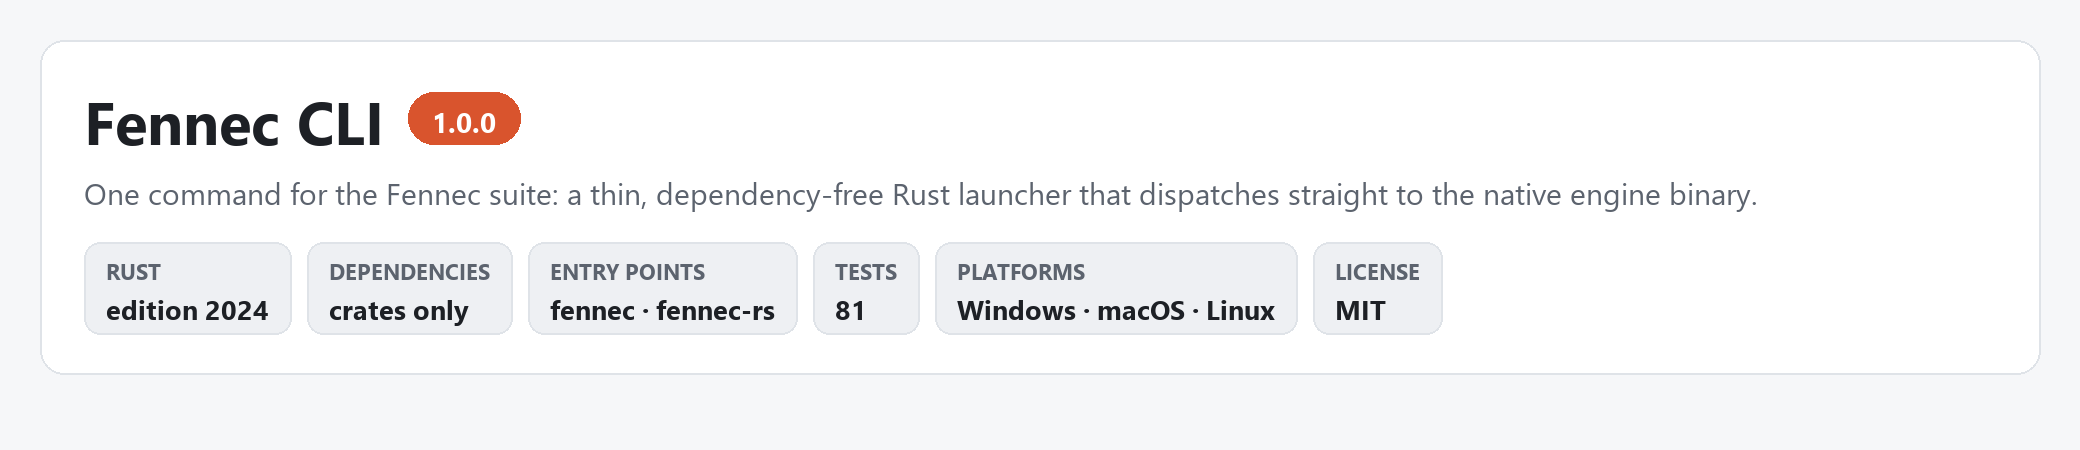 Fennec CLI 1.0.0
One command for the Fennec suite: a thin, dependency-free Rust launcher that dispatches straight to the native engine binary.
RUST
edition 2024
DEPENDENCIES
crates only
ENTRY POINTS
fennec · fennec-rs
TESTS
81
PLATFORMS
Windows · macOS · Linux
LICENSE
MIT